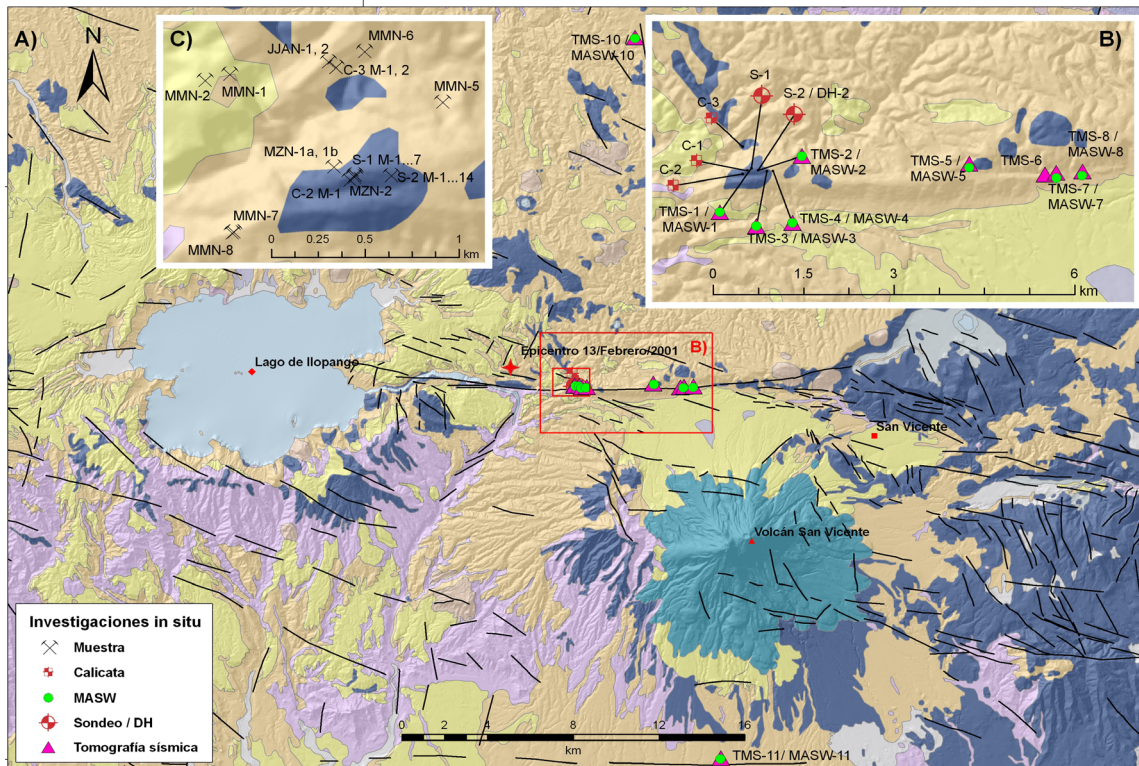 A)
N
C)
MMN-6
JJAN-1, 2
C-3 M-1, 2
MMN-2
MMN-1
MMN-5
MZN-1a, 1b
S-1 M-1...7
S-2 M-1...14
C-2 M-1
MZN-2
MMN-7
MMN-8
0 0.25 0.5 1
km
TMS-10 /
MASW-10
B)
S-1
S-2 / DH-2
C-3
C-1
C-2
TMS-2 /
MASW-2
TMS-5 /
MASW-5
TMS-6
TMS-8 /
MASW-8
TMS-7 /
MASW-7
TMS-1 /
MASW-1
TMS-4 / MASW-4
TMS-3 / MASW-3
0 1.5 3 6
km
Epicentro 13/Febrero/2001
B)
Lago de Ilopango
San Vicente
Volcán San Vicente
Investigaciones in situ
Muestra
Calicata
MASW
Sondeo / DH
Tomografía sísmica
0 2 4 8 12 16
km
TMS-11/ MASW-11